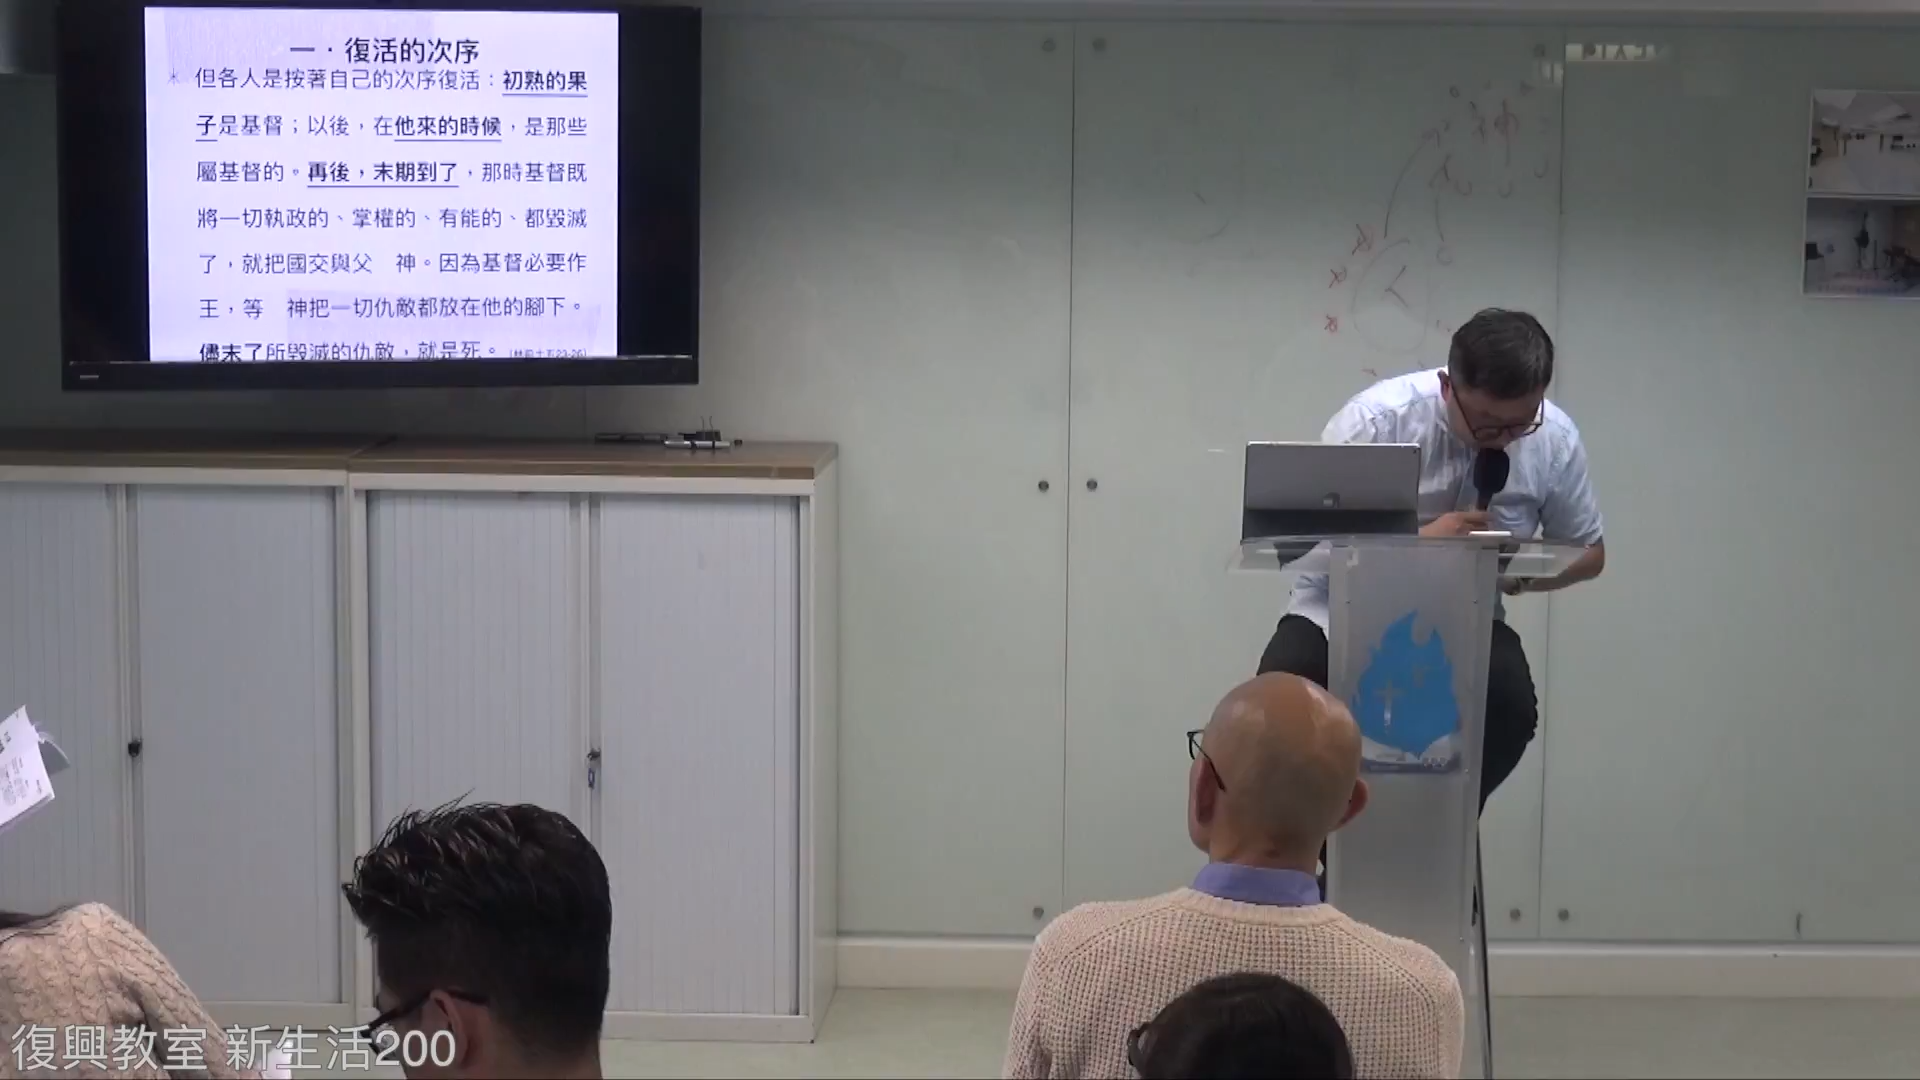 一．復活的次序
* 但各人是按著自己的次序復活：初熟的果
子是基督；以後，在他來的時候，是那些
屬基督的。再後，末期到了，那時基督既
將一切執政的、掌權的、有能的、都毀滅
了，就把國交與父　神。因為基督必要作
王，等　神把一切仇敵都放在他的腳下。
儘末了所毀滅的仇敵，就是死。
神
人
復興教室 新生活200